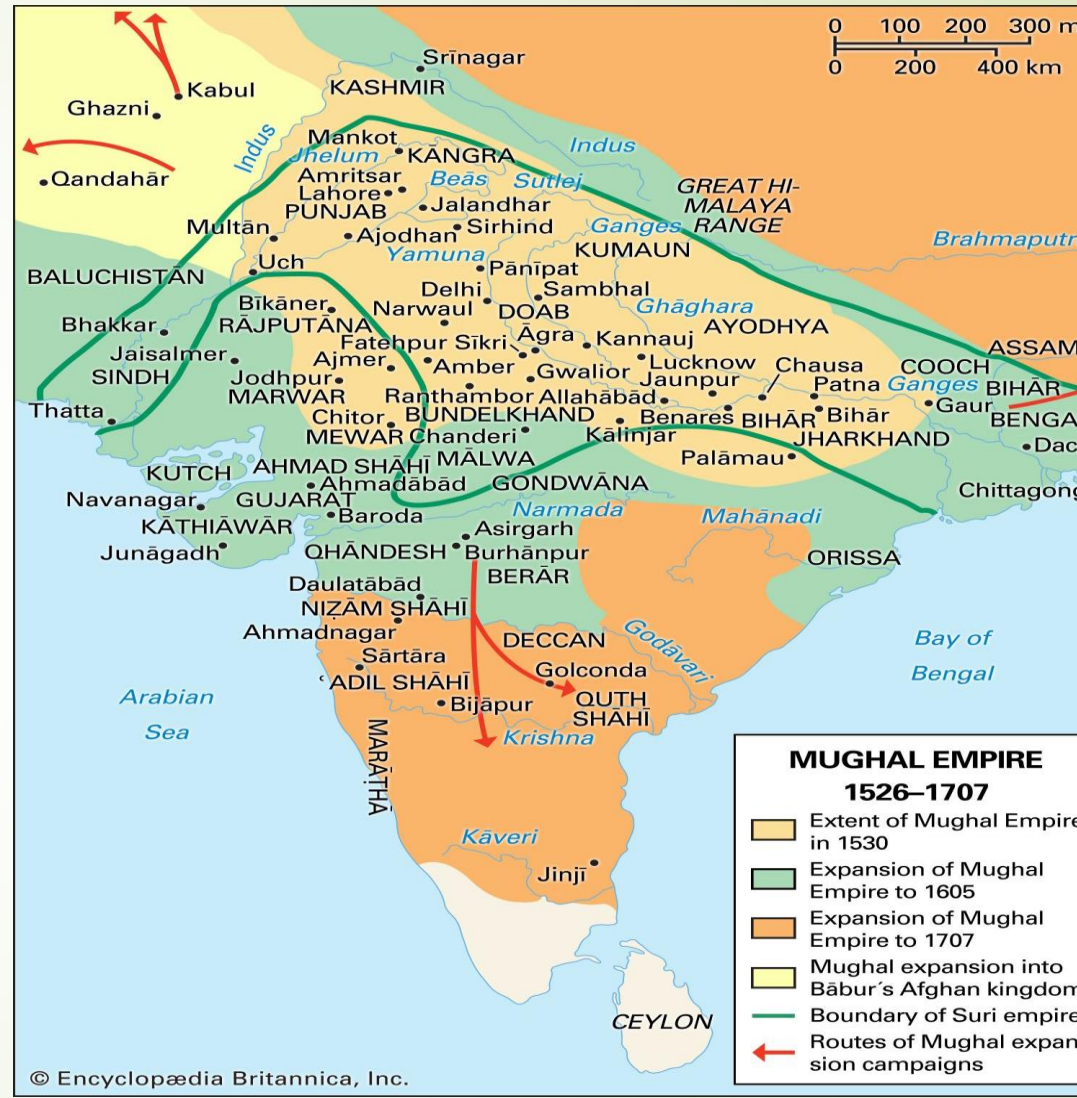 0 100 200 300 m
0 200 400 km
Srīnagar
KASHMIR
Kabul
Ghazni
Indus
Qandahār
Mankot
Jhelum
KĀNGRA
Indus
Amritsar
Beās
Sutlej
Lahore
PUNJAB
Jalandhar
GREAT HI-
MALAYA
RANGE
Multān
Ajodhan
Sirhind
Ganges
Yamuna
KUMAUN
Brahmaputr
Uch
Pānīpat
BALUCHISTĀN
Delhi
Sambhal
Bīkāner
Narwaul
DOAB
Ghāghara
Bhakkar
RĀJPUTĀNA
Fatehpur Sīkri
Āgra
Kannauj
AYODHYA
ASSAM
Jaisalmer
Ajmer
Amber
Gwalior
Lucknow
Chausa
COOCH
SINDH
Jodhpur
MARWAR
Ranthambor
Allahābād
Jaunpur
Patna
Ganges
BIHĀR
Thatta
Chitor
BUNDELKHAND
Benares
BIHĀR
Bihār
Gaur
BENGA
MEWAR
Chanderi
Kālinjar
JHARKHAND
Dac
MĀLWA
Palāmau
KUTCH
AHMAD SHĀHĪ
Ahmadābād
GONDWĀNA
Chittagong
Navanagar
GUJARĀT
Baroda
Narmada
Mahānadi
KĀTHIĀWĀR
Asirgarh
Junāgadh
QHĀNDESH
Burhānpur
ORISSA
BERĀR
Daulatābād
NIẒĀM SHĀHĪ
Ahmadnagar
DECCAN
Godāvari
Bay of
Bengal
Sārtāra
Golconda
ʿADIL SHĀHĪ
Arabian
Sea
Bijāpur
QUTH
SHĀHĪ
MARĀṬHĀ
Krishna
Kāveri
Jinjī
CEYLON
MUGHAL EMPIRE
1526–1707
Extent of Mughal Empire
in 1530
Expansion of Mughal
Empire to 1605
Expansion of Mughal
Empire to 1707
Mughal expansion into
Bābur´s Afghan kingdom
Boundary of Suri empire
Routes of Mughal expan-
sion campaigns
© Encyclopædia Britannica, Inc.